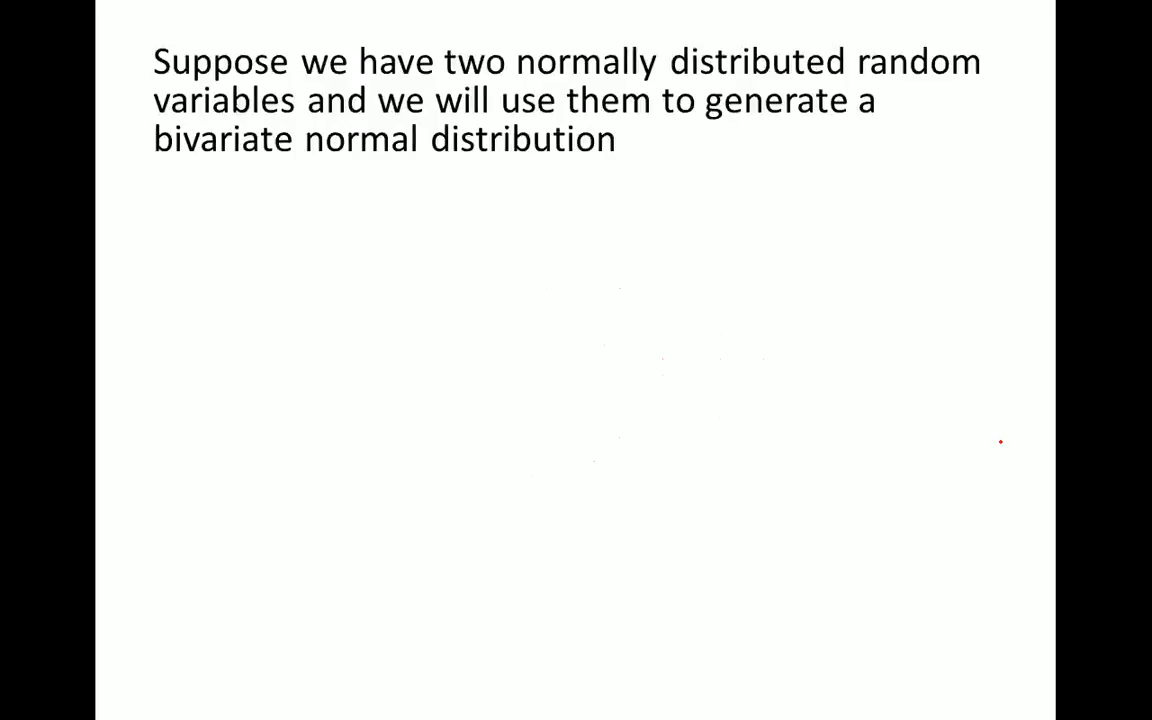 Suppose we have two normally distributed random
variables and we will use them to generate a
bivariate normal distribution